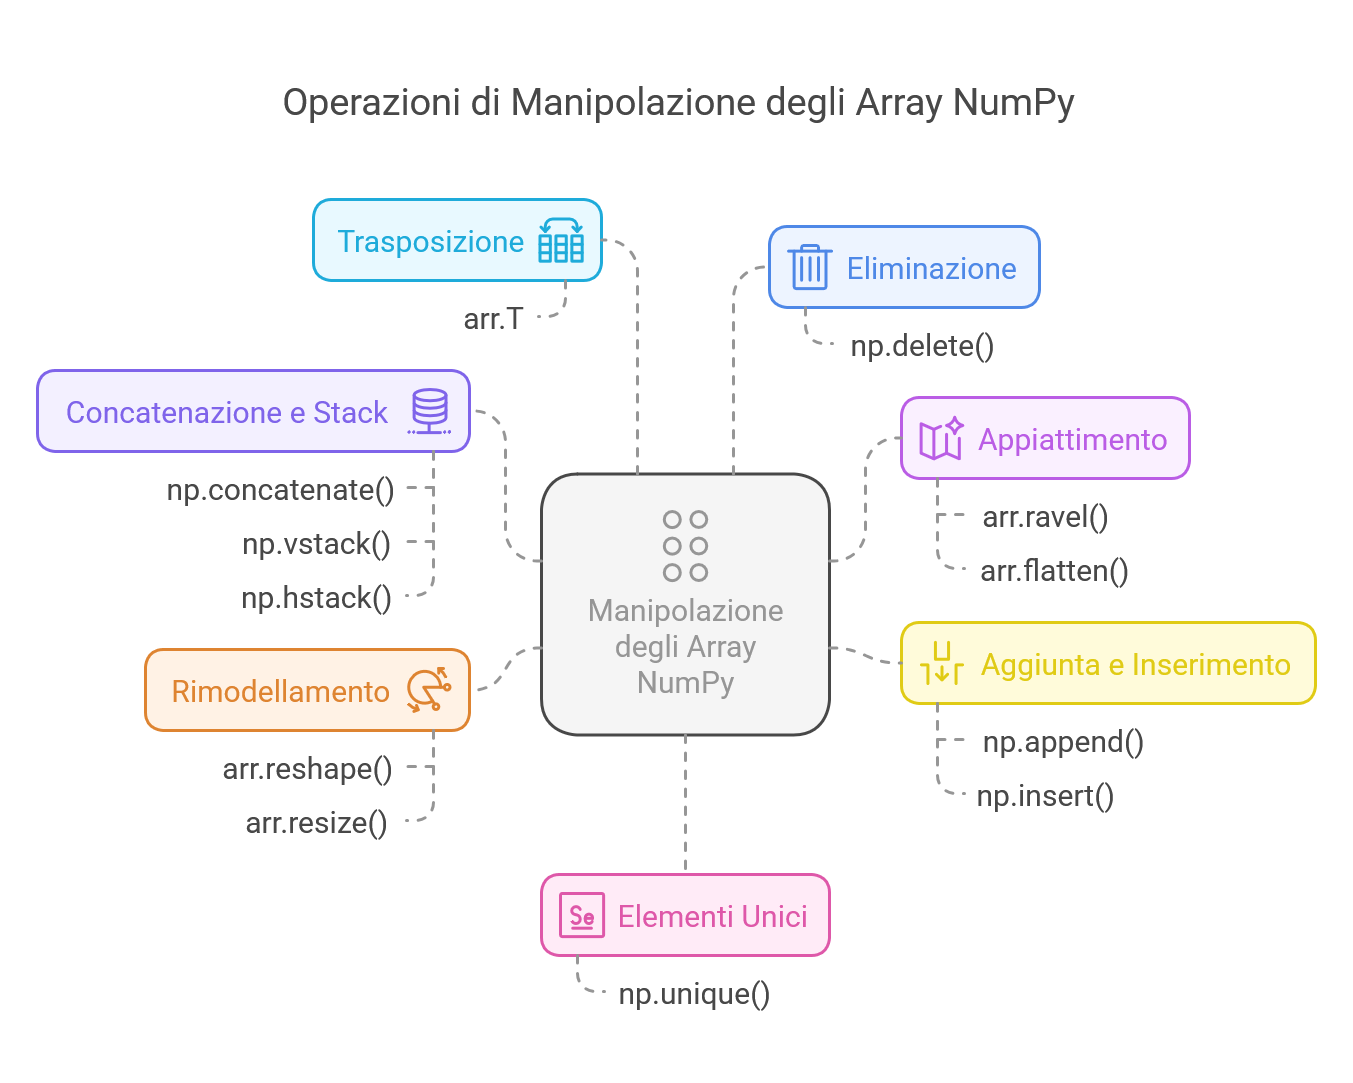 Operazioni di Manipolazione degli Array NumPy
Trasposizione
arr.T
Eliminazione
np.delete()
Concatenazione e Stack
np.concatenate()
np.vstack()
np.hstack()
Appiattimento
arr.ravel()
arr.flatten()
Manipolazione
degli Array
NumPy
Rimodellamento
arr.reshape()
arr.resize()
Aggiunta e Inserimento
np.append()
np.insert()
Se
Elementi Unici
np.unique()